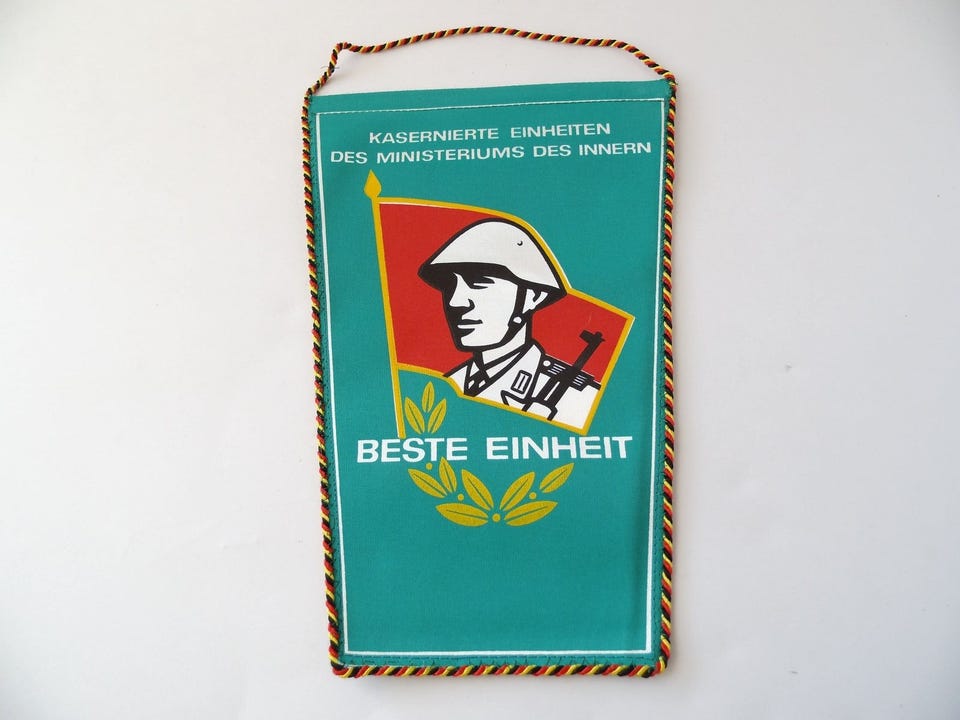 KASERNIERTE EINHEITEN
DES MINISTERIUMS DES INNERN
BESTE EINHEIT